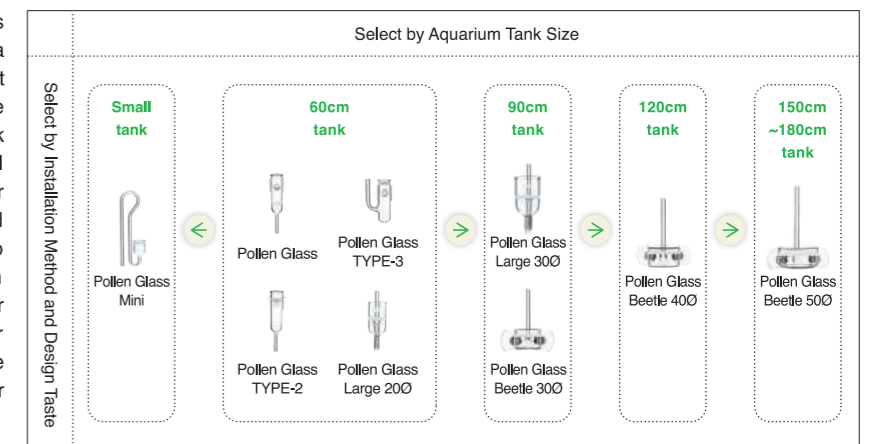 s
a
t
e
k
l
r
d
o
n
r
r
e
r
Select by Aquarium Tank Size
Select by Installation Method and Design Taste
Small
tank
Pollen Glass
Mini
60cm
tank
Pollen Glass
Pollen Glass
TYPE-3
Pollen Glass
TYPE-2
Pollen Glass
Large 20Ø
90cm
tank
Pollen Glass
Large 30Ø
Pollen Glass
Beetle 30Ø
120cm
tank
Pollen Glass
Beetle 40Ø
150cm
~180cm
tank
Pollen Glass
Beetle 50Ø